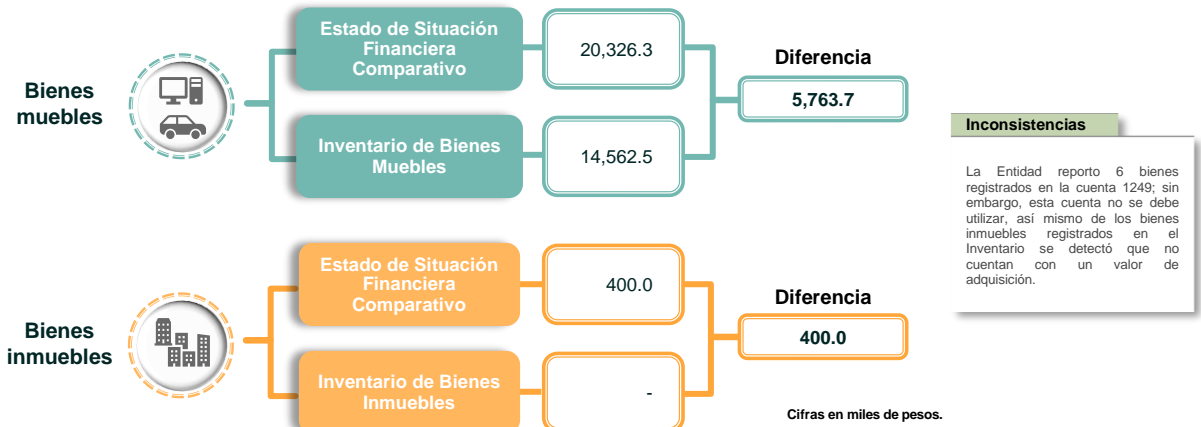 Bienes
muebles
Estado de Situación
Financiera
Comparativo
20,326.3
Inventario de Bienes
Muebles
14,562.5
Diferencia
5,763.7
Inconsistencias
La Entidad reporto 6 bienes
registrados en la cuenta 1249; sin
embargo, esta cuenta no se debe
utilizar, así mismo de los bienes
inmuebles registrados en el
Inventario se detectó que no
cuentan con un valor de
adquisición.
Bienes
inmuebles
Estado de Situación
Financiera
Comparativo
400.0
Inventario de Bienes
Inmuebles
-
Diferencia
400.0
Cifras en miles de pesos.